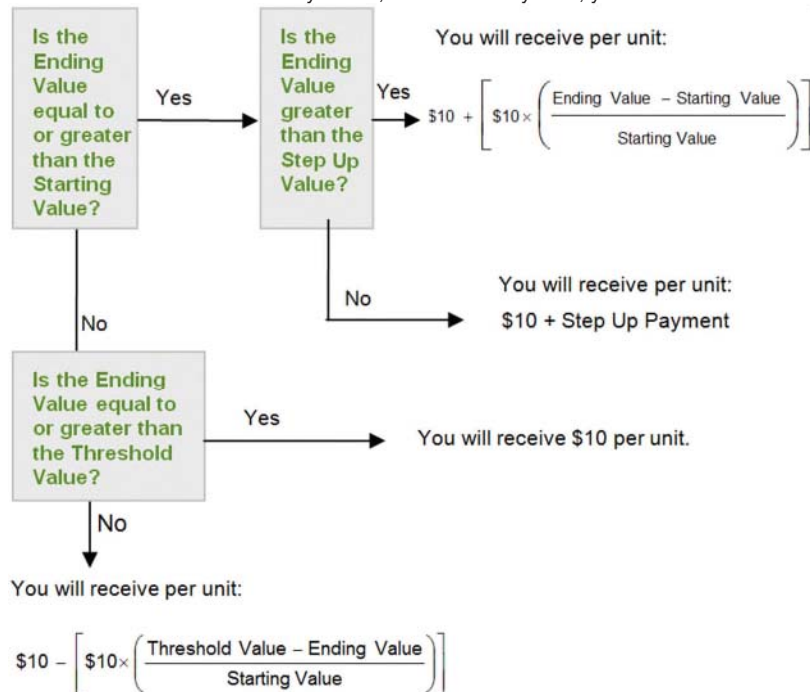 Is the
Ending
Value
equal to
or greater
than the
Starting
Value?
Yes
Is the
Ending
Value
greater
than the
Step Up
Value?
Yes
You will receive per unit:
$10 + [ $10 × ( Ending Value – Starting Value
Starting Value ) ]
No
You will receive per unit:
$10 + Step Up Payment
No
Is the Ending
Value equal to
or greater than
the Threshold
Value?
Yes
You will receive $10 per unit.
No
You will receive per unit:
$10 – [ $10× ( Threshold Value – Ending Value
Starting Value ) ]